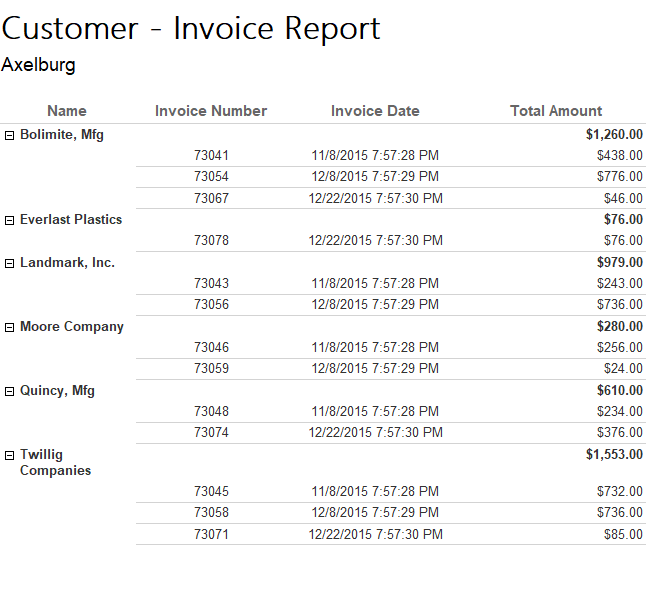 Customer - Invoice Report
Axelburg
Name Invoice Number Invoice Date Total Amount
Bolimite, Mfg $1,260.00
73041 11/8/2015 7:57:28 PM $438.00
73054 12/8/2015 7:57:29 PM $776.00
73067 12/22/2015 7:57:30 PM $46.00
Everlast Plastics $76.00
73078 12/22/2015 7:57:30 PM $76.00
Landmark, Inc. $979.00
73043 11/8/2015 7:57:28 PM $243.00
73056 12/8/2015 7:57:29 PM $736.00
Moore Company $280.00
73046 11/8/2015 7:57:28 PM $256.00
73059 12/8/2015 7:57:29 PM $24.00
Quincy, Mfg $610.00
73048 11/8/2015 7:57:28 PM $234.00
73074 12/22/2015 7:57:30 PM $376.00
Twillig $1,553.00
Companies
73045 11/8/2015 7:57:28 PM $732.00
73058 12/8/2015 7:57:29 PM $736.00
73071 12/22/2015 7:57:30 PM $85.00